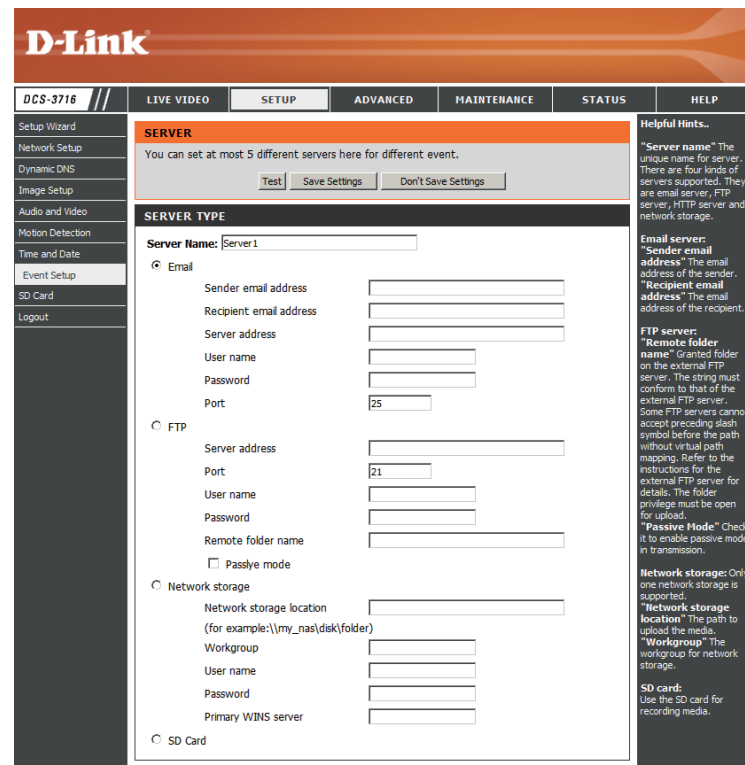 D-Link
DCS-3716
LIVE VIDEO
SETUP
ADVANCED
MAINTENANCE
STATUS
HELP
Setup Wizard
Network Setup
Dynamic DNS
Image Setup
Audio and Video
Motion Detection
Time and Date
Event Setup
SD Card
Logout
SERVER
You can set at most 5 different servers here for different event.
Test
Save Settings
Don't Save Settings
SERVER TYPE
Server Name: Server1
Email
Sender email address
Recipient email address
Server address
User name
Password
Port 25
FTP
Server address
Port 21
User name
Password
Remote folder name
Passlye mode
Network storage
Network storage location
(for example:\\my_nas\disk\folder)
Workgroup
User name
Password
Primary WINS server
SD Card
Helpful Hints..
"Server name" The
unique name for server.
There are four kinds of
servers supported. They
are email server, FTP
server, HTTP server and
network storage.
Email server:
"Sender email
address" The email
address of the sender.
"Recipient email
address" The email
address of the recipient.
FTP server:
"Remote folder
name" Granted folder
on the external FTP
server. The string must
conform to that of the
external FTP server.
Some FTP servers canno
accept preceding slash
symbol before the path
without virtual path
mapping. Refer to the
instructions for the
external FTP server for
details. The folder
privilege must be open
for upload.
"Passive Mode" Check
it to enable passive mode
in transmission.
Network storage: Only
one network storage is
supported.
"Network storage
location" The path to
upload the media.
"Workgroup" The
workgroup for network
storage.
SD card:
Use the SD card for
recording media.